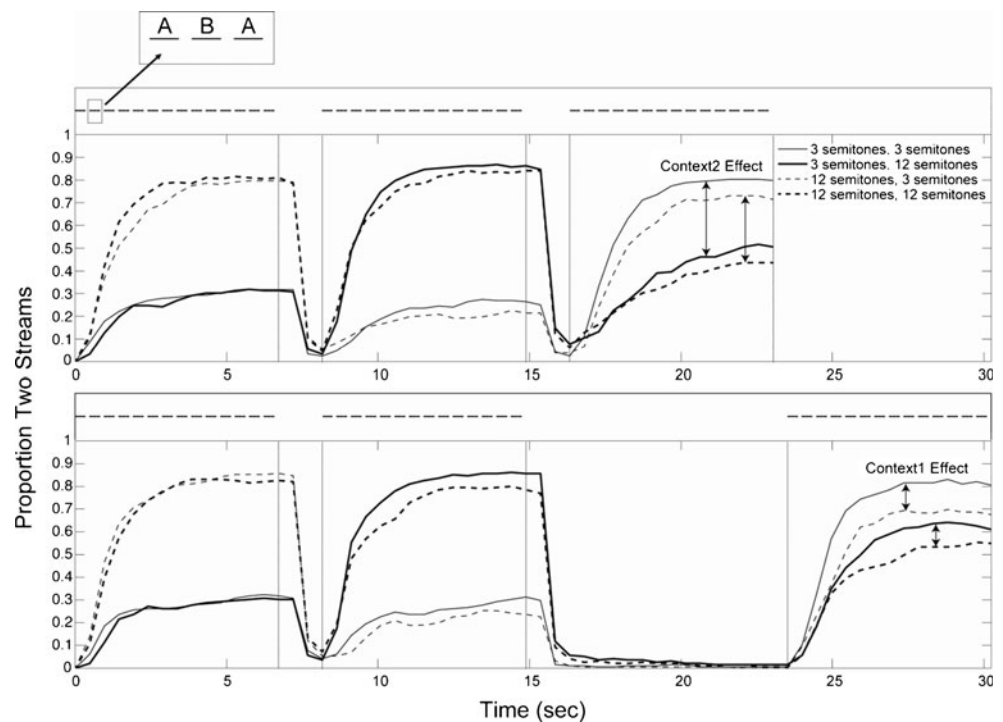 A B A
1
0.9
0.8
0.7
0.6
0.5
0.4
0.3
0.2
0.1
0
0 5 10 15 20 25 30
Context2 Effect
3 semitones, 3 semitones
3 semitones, 12 semitones
12 semitones, 3 semitones
12 semitones, 12 semitones
Proportion Two Streams
1
0.9
0.8
0.7
0.6
0.5
0.4
0.3
0.2
0.1
0
Context1 Effect
0 5 10 15 20 25 30
Time (sec)